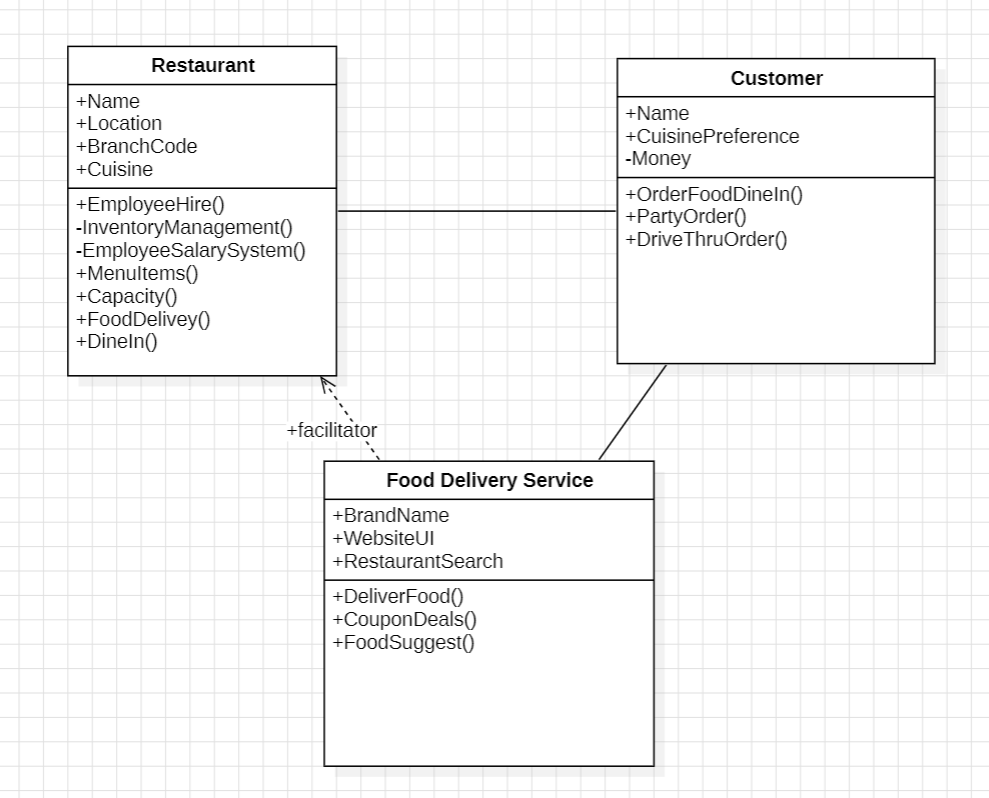 Restaurant
+Name
+Location
+BranchCode
+Cuisine
+EmployeeHire()
-InventoryManagement()
-EmployeeSalarySystem()
+MenuItems()
+Capacity()
+FoodDelivey()
+DineIn()
Customer
+Name
+CuisinePreference
-Money
+OrderFoodDineIn()
+PartyOrder()
+DriveThruOrder()
+facilitator
Food Delivery Service
+BrandName
+WebsiteUI
+RestaurantSearch
+DeliverFood()
+CouponDeals()
+FoodSuggest()